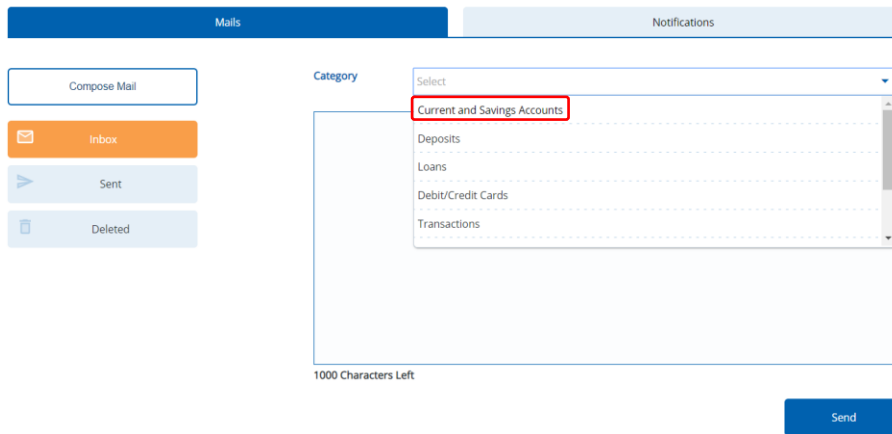 Mails
Notifications
Compose Mail
Inbox
Sent
Deleted
Category
Select
Current and Savings Accounts
Deposits
Loans
Debit/Credit Cards
Transactions
1000 Characters Left
Send